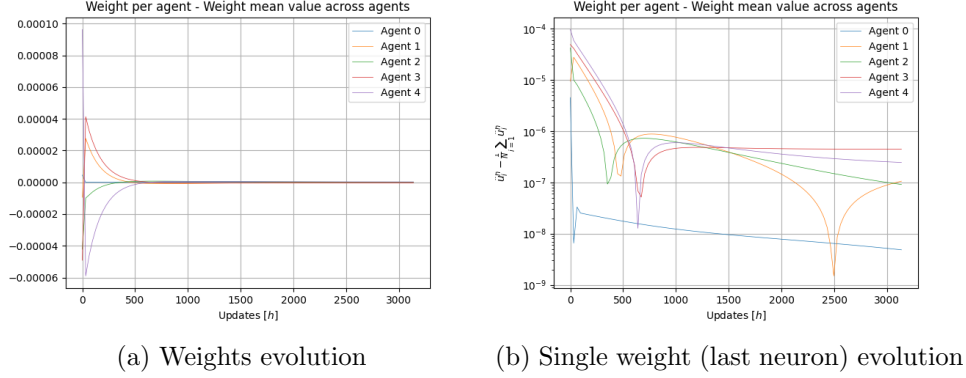 Weight per agent - Weight mean value across agents
0.00010
0.00008
0.00006
0.00004
0.00002
0.00000
−0.00002
−0.00004
−0.00006
0 500 1000 1500 2000 2500 3000
Updates [h]
Agent 0
Agent 1
Agent 2
Agent 3
Agent 4
(a) Weights evolution
Weight per agent - Weight mean value across agents
10⁻⁴
10⁻⁵
10⁻⁶
10⁻⁷
10⁻⁸
10⁻⁹
0 500 1000 1500 2000 2500 3000
Updates [h]
Agent 0
Agent 1
Agent 2
Agent 3
Agent 4
(b) Single weight (last neuron) evolution